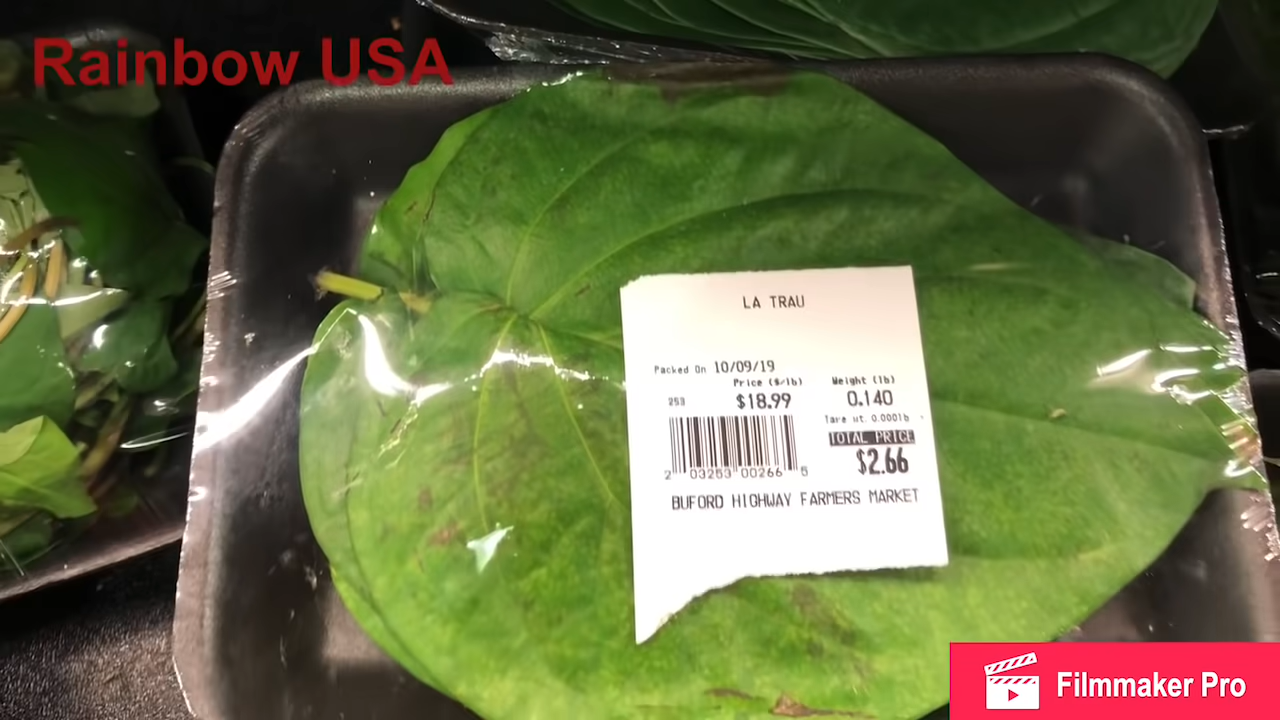 Rainbow USA
LA TRAU
Packed On 10/09/19
Price ($/lb) Weight (lb)
253 $18.99 0.140
Tare wt. 0.000lb
TOTAL PRICE
$2.66
2 03253 00266 5
BUFORD HIGHWAY FARMERS MARKET
Filmmaker Pro